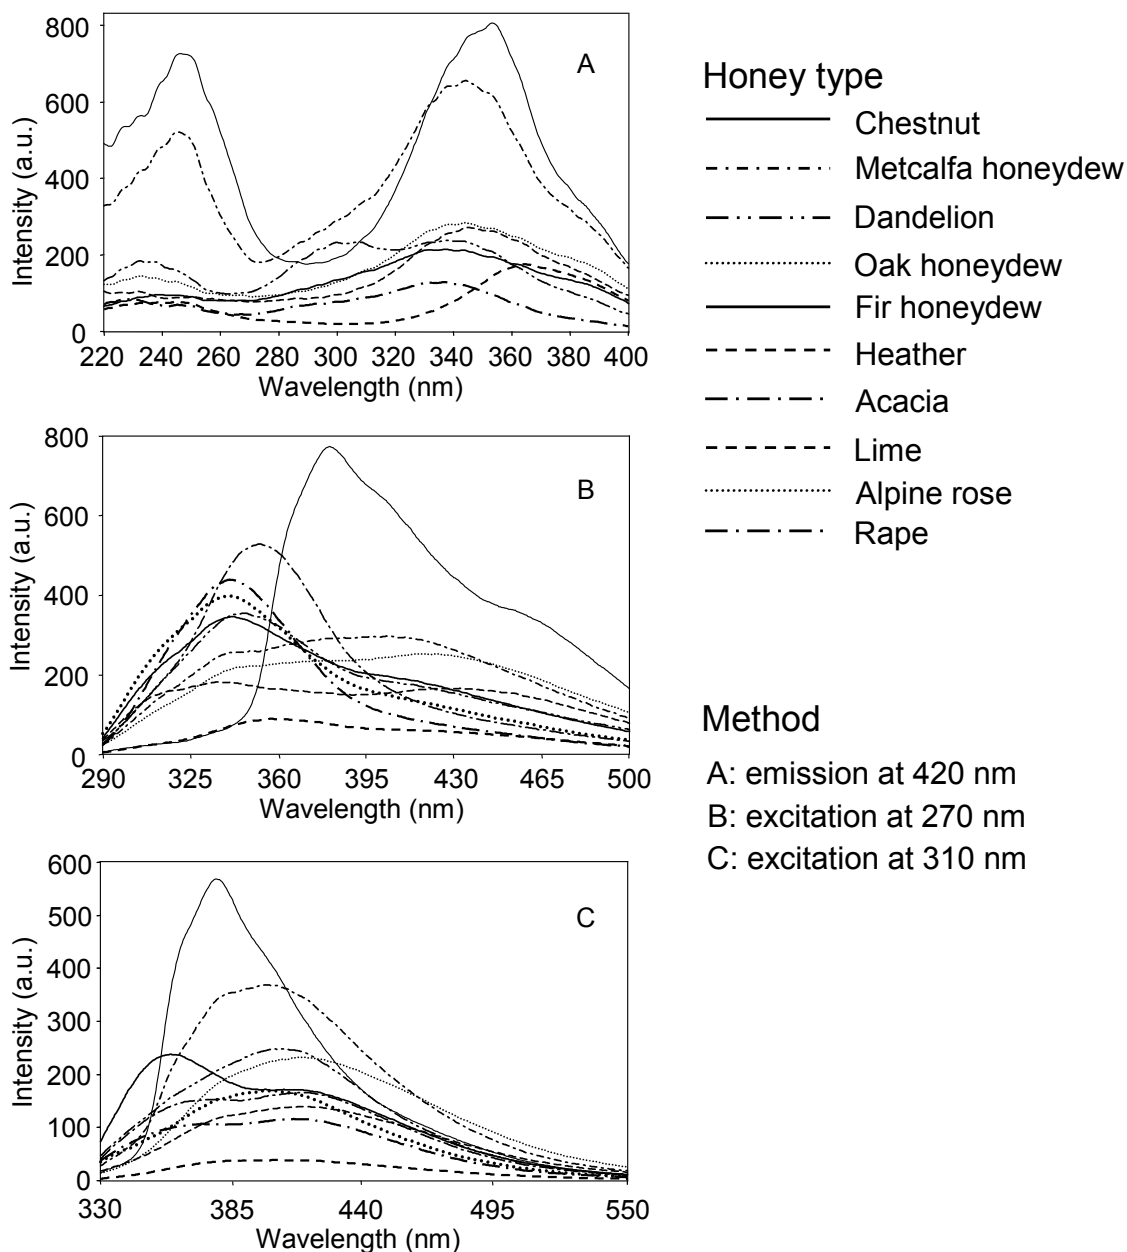 800
600
400
200
0
220 240 260 280 300 320 340 360 380 400
Intensity (a.u.)
Wavelength (nm)
A
800
600
400
200
0
290 325 360 395 430 465 500
Intensity (a.u.)
Wavelength (nm)
B
600
500
400
300
200
100
0
330 385 440 495 550
Intensity (a.u.)
Wavelength (nm)
C
Honey type
Chestnut
Metcalfa honeydew
Dandelion
Oak honeydew
Fir honeydew
Heather
Acacia
Lime
Alpine rose
Rape
Method
A: emission at 420 nm
B: excitation at 270 nm
C: excitation at 310 nm